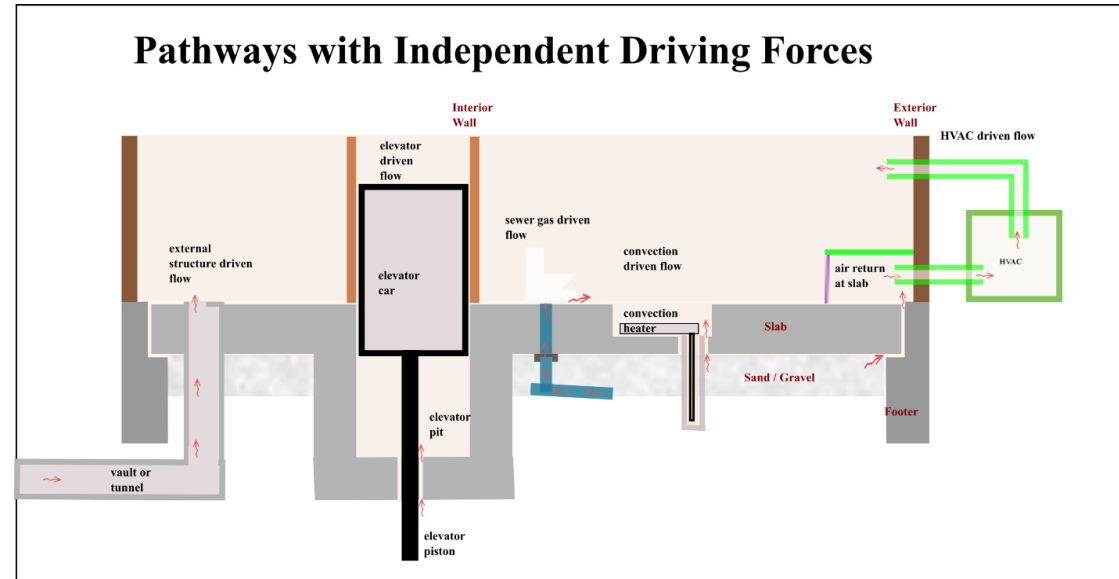 Pathways with Independent Driving Forces
Interior
Wall
Exterior
Wall
HVAC driven flow
elevator
driven
flow
sewer gas driven
flow
external
structure driven
flow
convection
driven flow
elevator
car
air return
at slab
HVAC
convection
heater
Slab
Sand / Gravel
Footer
elevator
pit
vault or
tunnel
elevator
piston